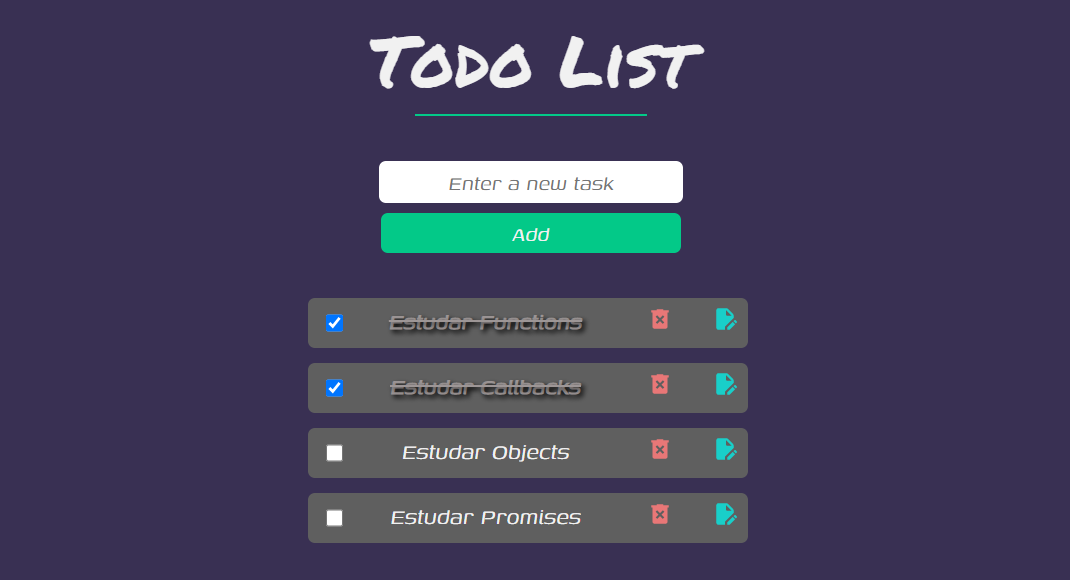 Todo List
Enter a new task
Add
Estudar Functions
Estudar Callbacks
Estudar Objects
Estudar Promises